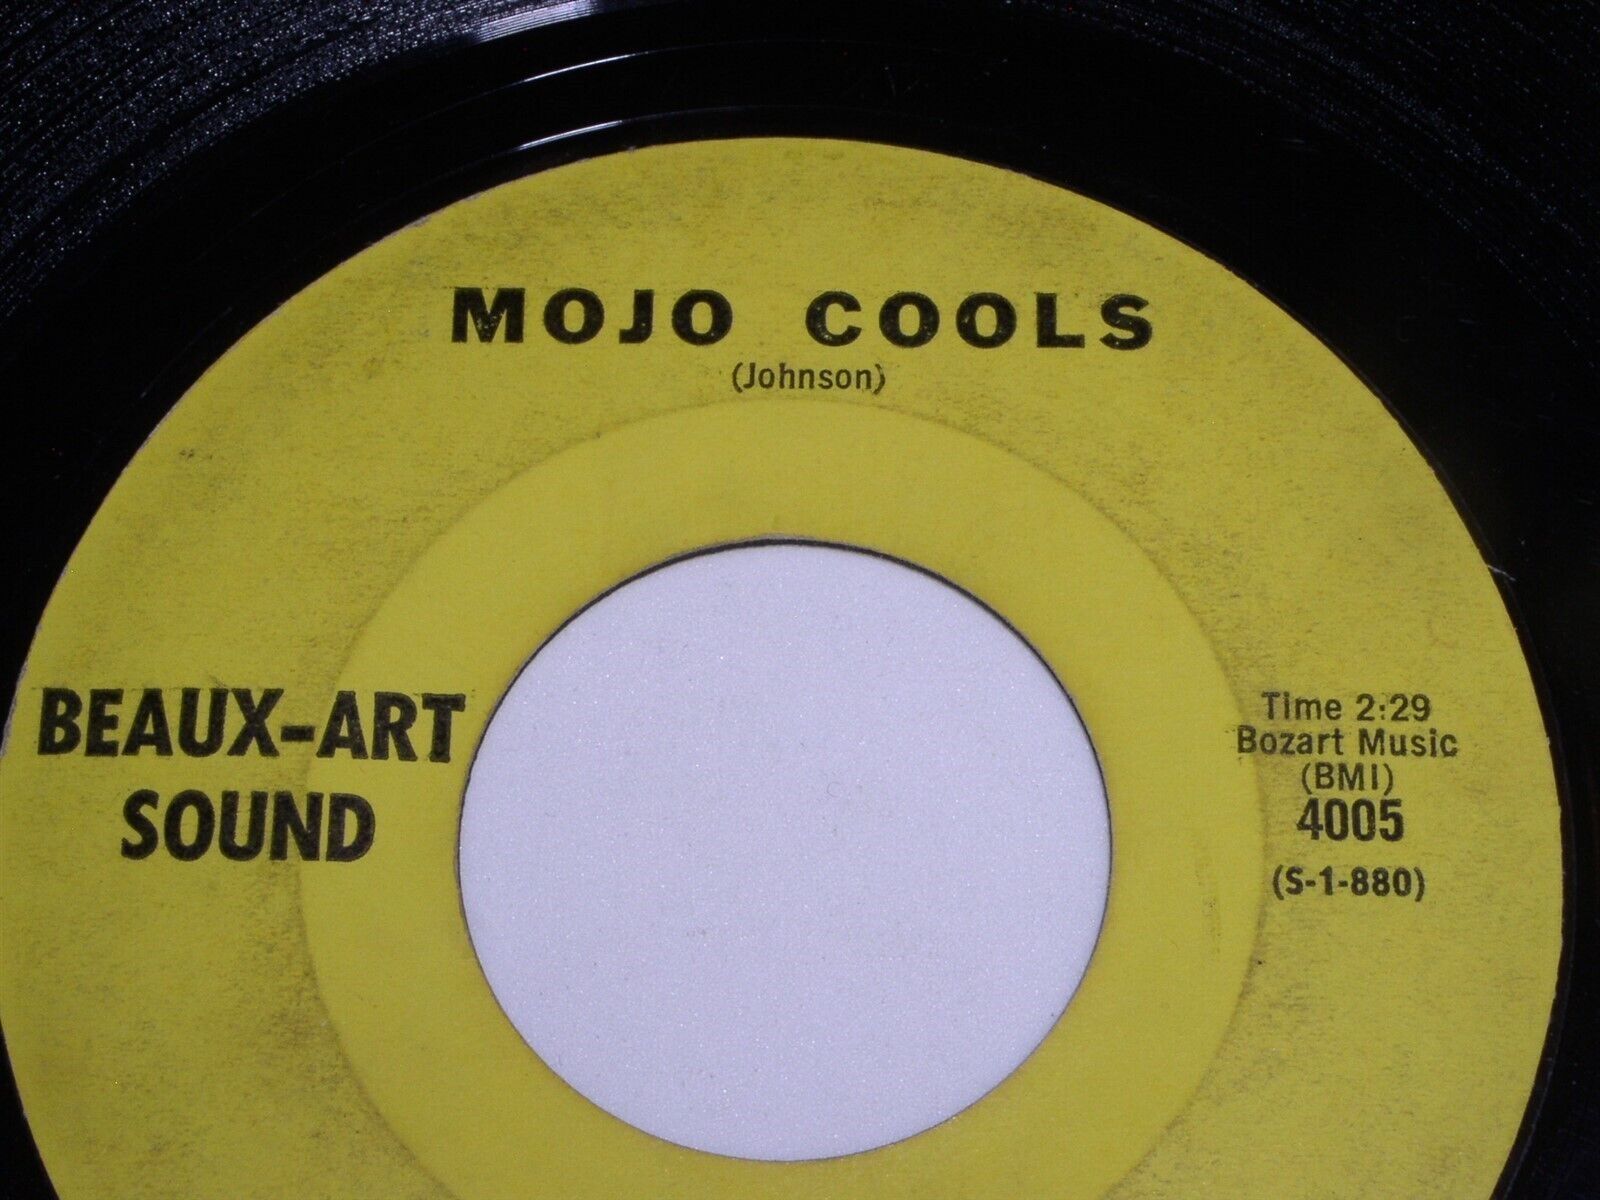 MOJO COOLS
(Johnson)
BEAUX-ART
SOUND
Time 2:29
Bozart Music
(BMI)
4005
(S-1-880)